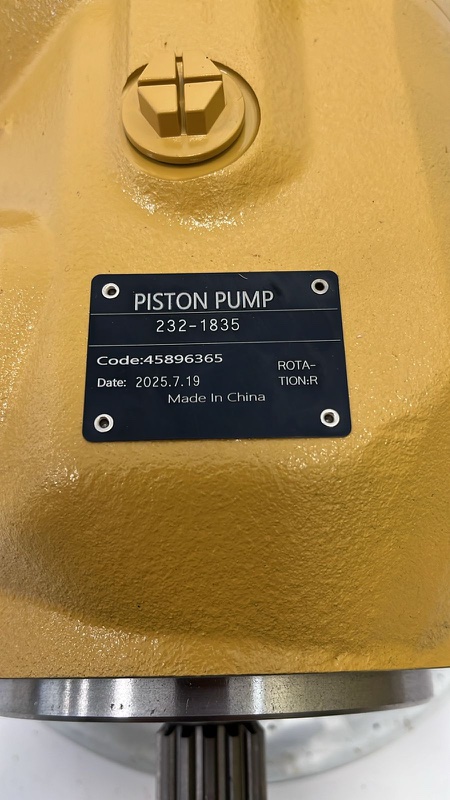 PISTON PUMP
232-1835
Code:45896365
ROTA-
Date: 2025.7.19
TION:R
Made In China